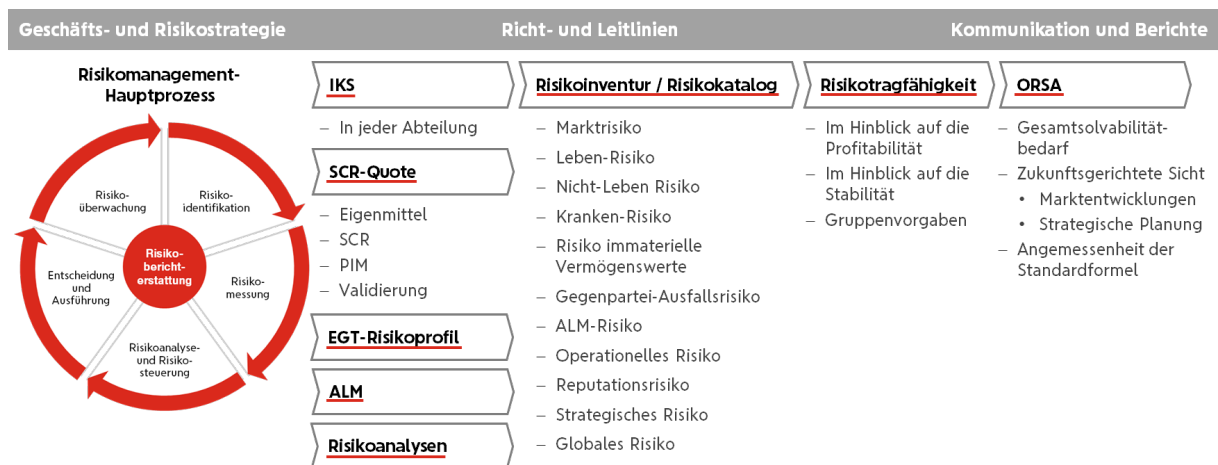 Geschäfts- und Risikostrategie
Richt- und Leitlinien
Kommunikation und Berichte
Risikomanagement-
Hauptprozess
Risiko-
überwachung
Risiko-
identifikation
Risiko-
bericht-
erstattung
Entscheidung
und
Ausführung
Risiko-
messung
Risikoanalyse-
und Risiko-
steuerung
IKS
– In jeder Abteilung
SCR-Quote
– Eigenmittel
– SCR
– PIM
– Validierung
EGT-Risikoprofil
ALM
Risikoanalysen
Risikoinventur / Risikokatalog
– Marktrisiko
– Leben-Risiko
– Nicht-Leben Risiko
– Kranken-Risiko
– Risiko immaterielle
Vermögenswerte
– Gegenpartei-Ausfallsrisiko
– ALM-Risiko
– Operationelles Risiko
– Reputationsrisiko
– Strategisches Risiko
– Globales Risiko
Risikotragfähigkeit
– Im Hinblick auf die
Profitabilität
– Im Hinblick auf die
Stabilität
– Gruppenvorgaben
ORSA
– Gesamtsolvabilität-
bedarf
– Zukunftsgerichtete Sicht
• Marktentwicklungen
• Strategische Planung
– Angemessenheit der
Standardformel